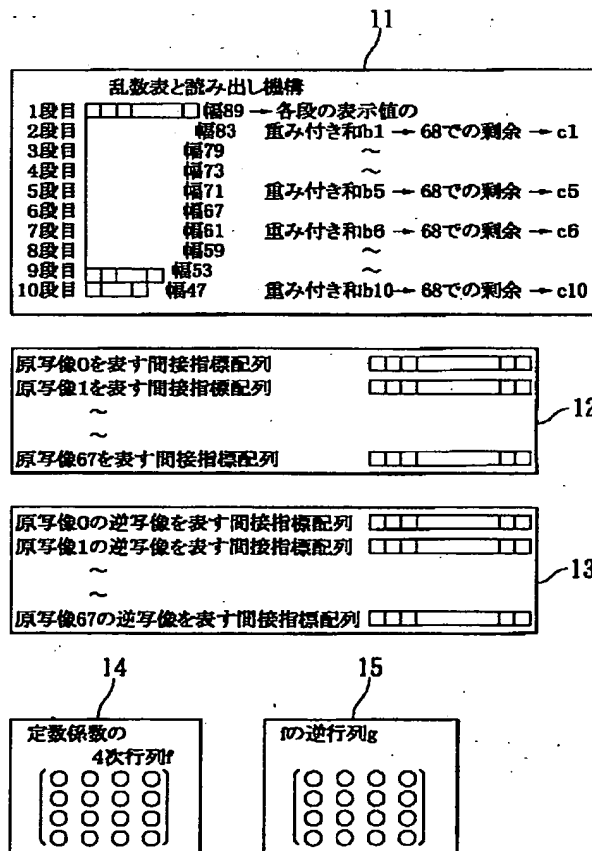 11
乱数表と読み出し機構
1段目 幅89→各段の表示値の
2段目 幅83 重み付き和b1→68での剰余→c1
3段目 幅79 ~
4段目 幅73 ~
5段目 幅71 重み付き和b5→68での剰余→c5
6段目 幅67
7段目 幅61 重み付き和b6→68での剰余→c6
8段目 幅59 ~
9段目 幅53 ~
10段目 幅47 重み付き和b10→68での剰余→c10
原写像0を表す間接指標配列
原写像1を表す間接指標配列
~
~
12
原写像67を表す間接指標配列
原写像0の逆写像を表す間接指標配列
原写像1の逆写像を表す間接指標配列
~
13
~
原写像67の逆写像を表す間接指標配列
14 15
定数係数の
4次行列f
fの逆行列g